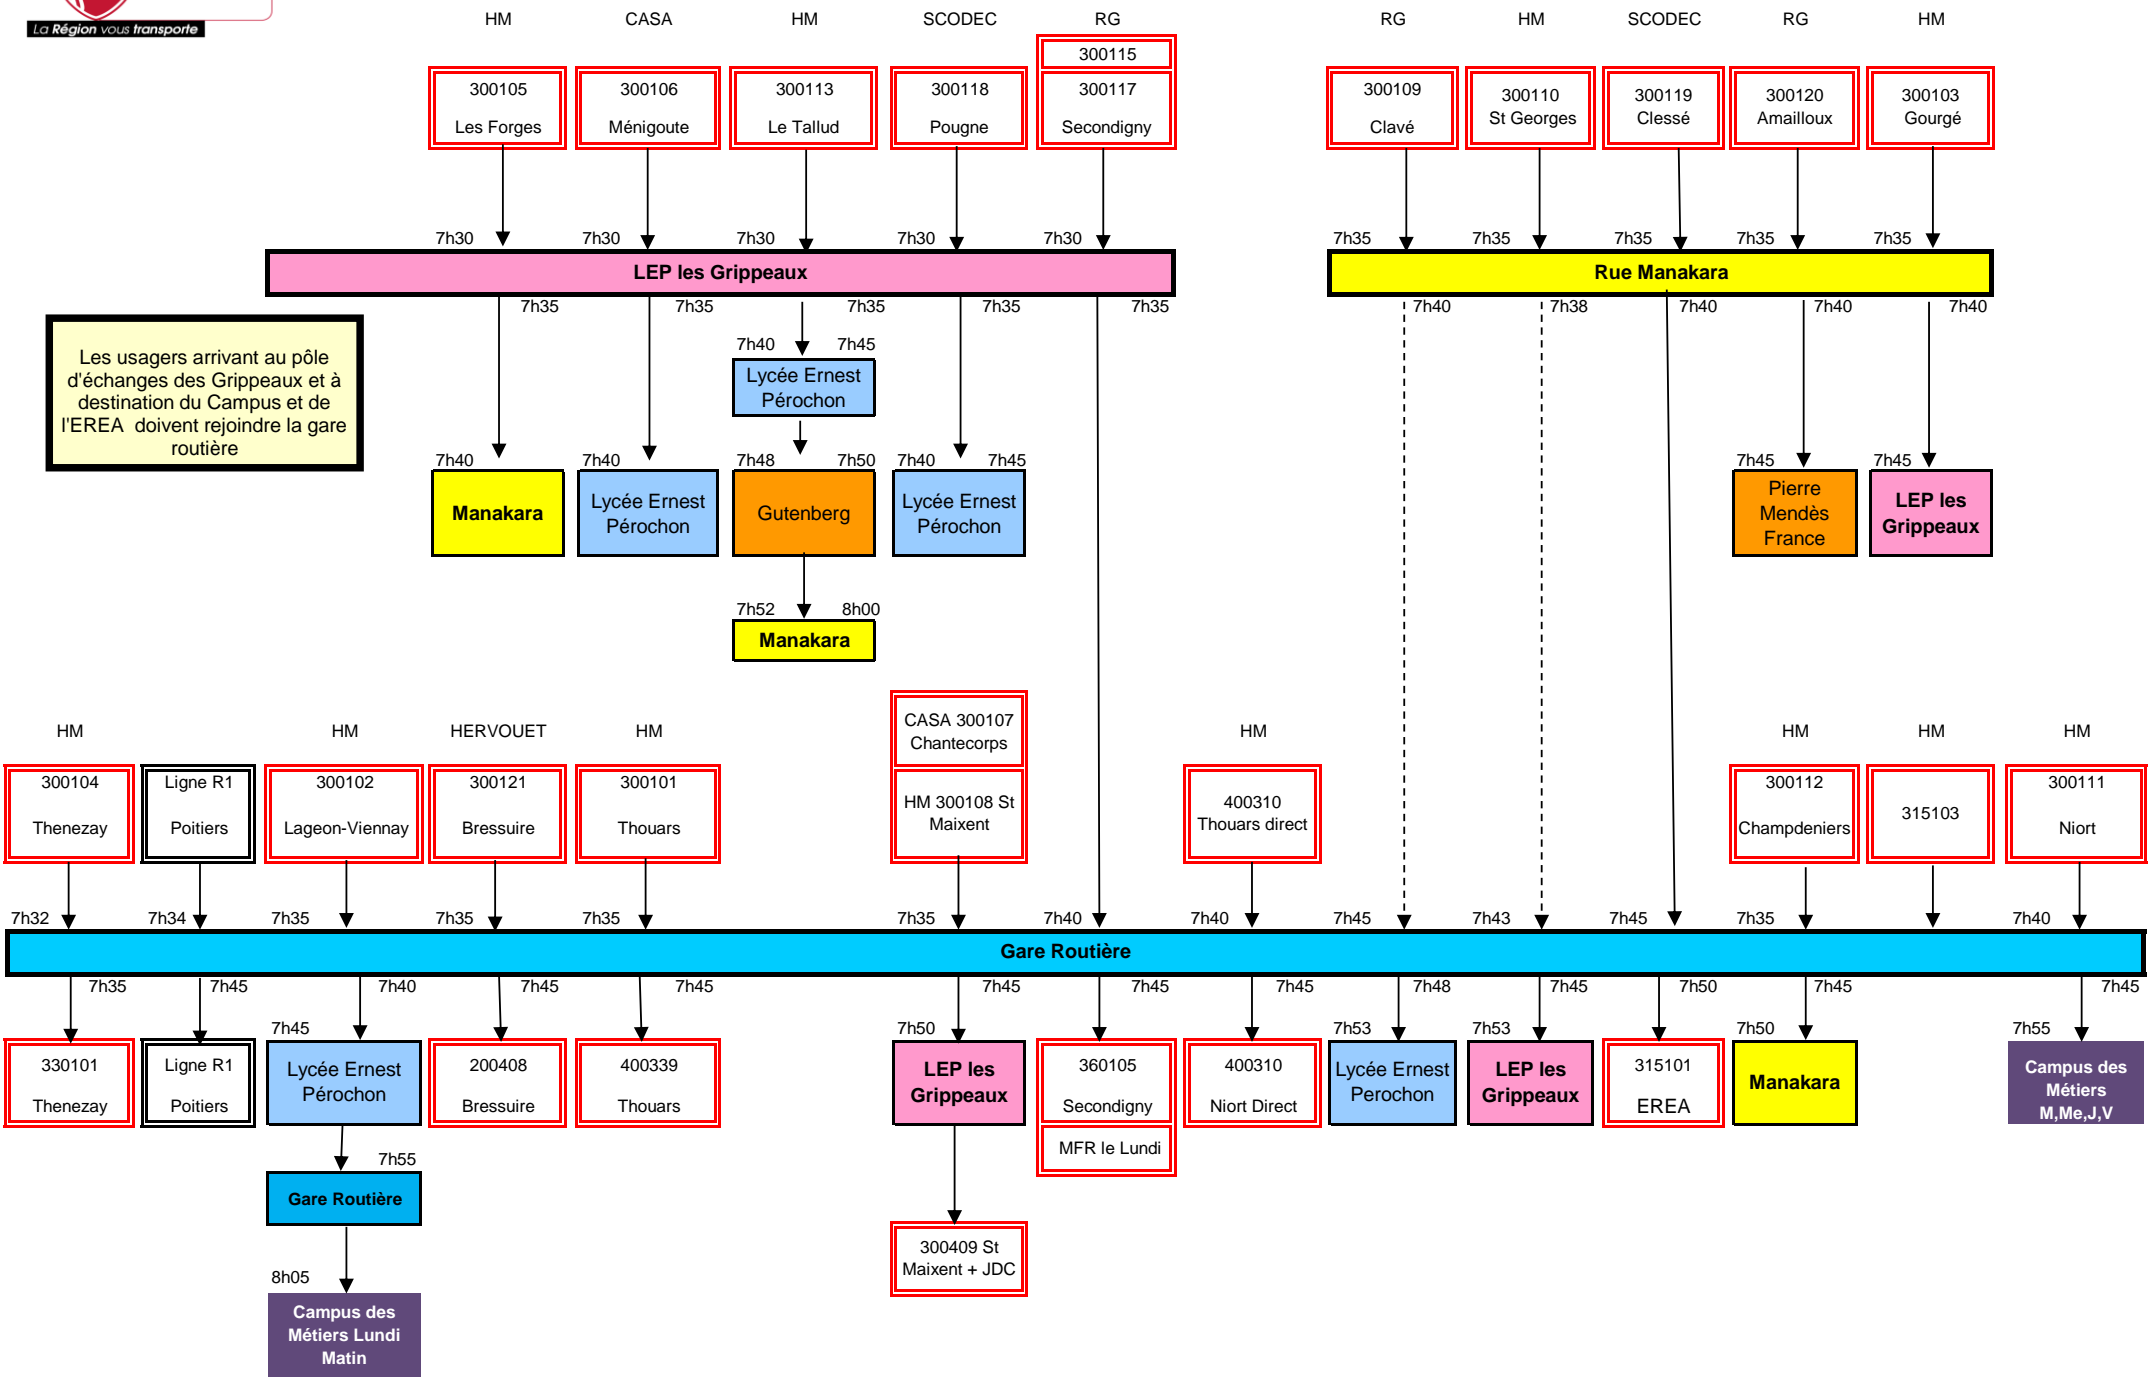 La Région vous transporte
HM CASA HM SCODEC RG RG HM SCODEC RG HM
300115
300105
Les Forges
300106
Ménigoute
300113
Le Tallud
300118
Pougne
300117
Secondigny
300109
Clavé
300110
St Georges
300119
Clessé
300120
Amailloux
300103
Gourgé
7h30 7h30 7h30 7h30 7h30 7h35 7h35 7h35 7h35 7h35
LEP les Grippeaux
Rue Manakara
7h35 7h35 7h35 7h35 7h35 7h40 7h38 7h40 7h40 7h40
Les usagers arrivant au pôle
d'échanges des Grippeaux et à
destination du Campus et de
l'EREA doivent rejoindre la gare
routière
7h40 7h45
Lycée Ernest
Pérochon
7h40 7h40 7h48 7h50 7h40 7h45 7h45 7h45
Manakara
Lycée Ernest
Pérochon
Gutenberg
Lycée Ernest
Pérochon
Pierre
Mendès
France
LEP les
Grippeaux
7h52 8h00
Manakara
HM HM HERVOUET HM HM HM HM HM
CASA 300107
Chantecorps
300104
Thenezay
Ligne R1
Poitiers
300102
Lageon-Viennay
300121
Bressuire
300101
Thouars
HM 300108 St
Maixent
400310
Thouars direct
300112
Champdeniers
315103
300111
Niort
7h32 7h34 7h35 7h35 7h35 7h35 7h40 7h40 7h45 7h43 7h45 7h35 7h40
Gare Routière
7h35 7h45 7h40 7h45 7h45 7h45 7h45 7h45 7h48 7h45 7h50 7h45 7h45
7h45 7h50 7h53 7h53 7h50 7h55
330101
Thenezay
Ligne R1
Poitiers
Lycée Ernest
Pérochon
200408
Bressuire
400339
Thouars
LEP les
Grippeaux
360105
Secondigny
MFR le Lundi
400310
Niort Direct
Lycée Ernest
Perochon
LEP les
Grippeaux
315101
EREA
Manakara
Campus des
Métiers
M,Me,J,V
7h55
Gare Routière
300409 St
Maixent + JDC
8h05
Campus des
Métiers Lundi
Matin